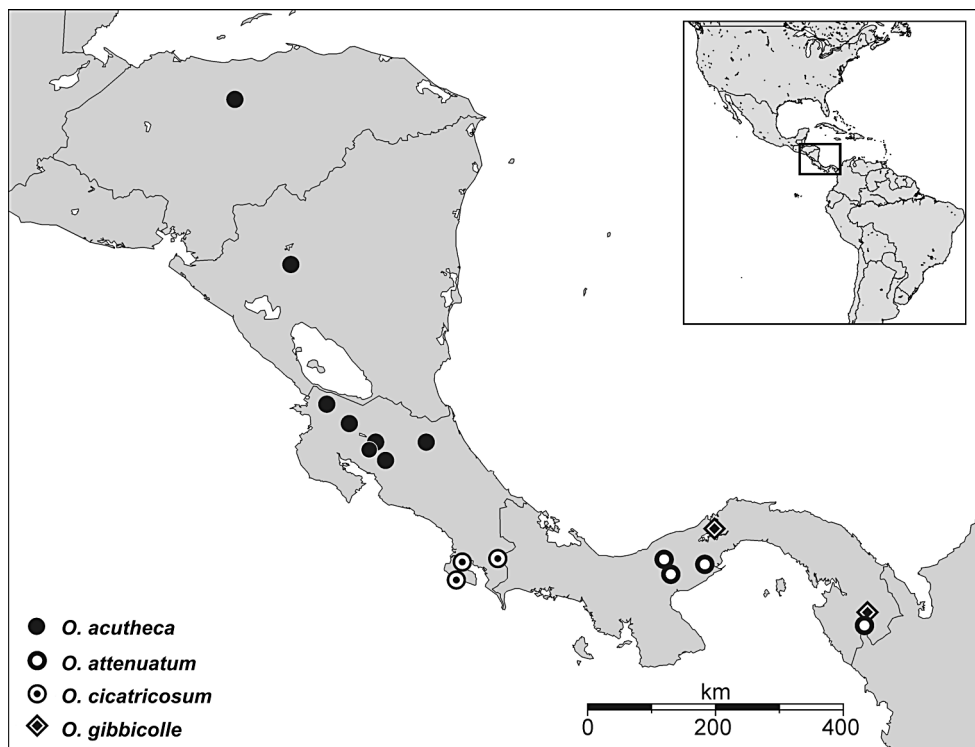 O. acutheca
O. attenuatum
O. cicatricosum
O. gibbicolle
km
0 200 400